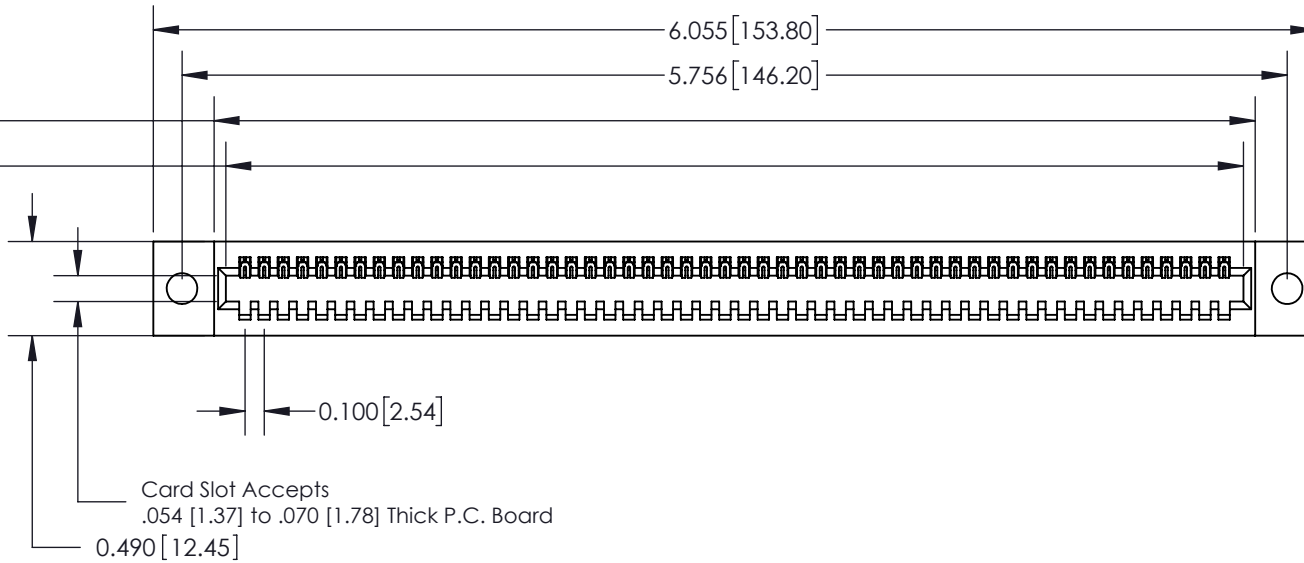 6.055[153.80]
5.756[146.20]
0.100[2.54]
Card Slot Accepts
.054 [1.37] to .070 [1.78] Thick P.C. Board
0.490[12.45]